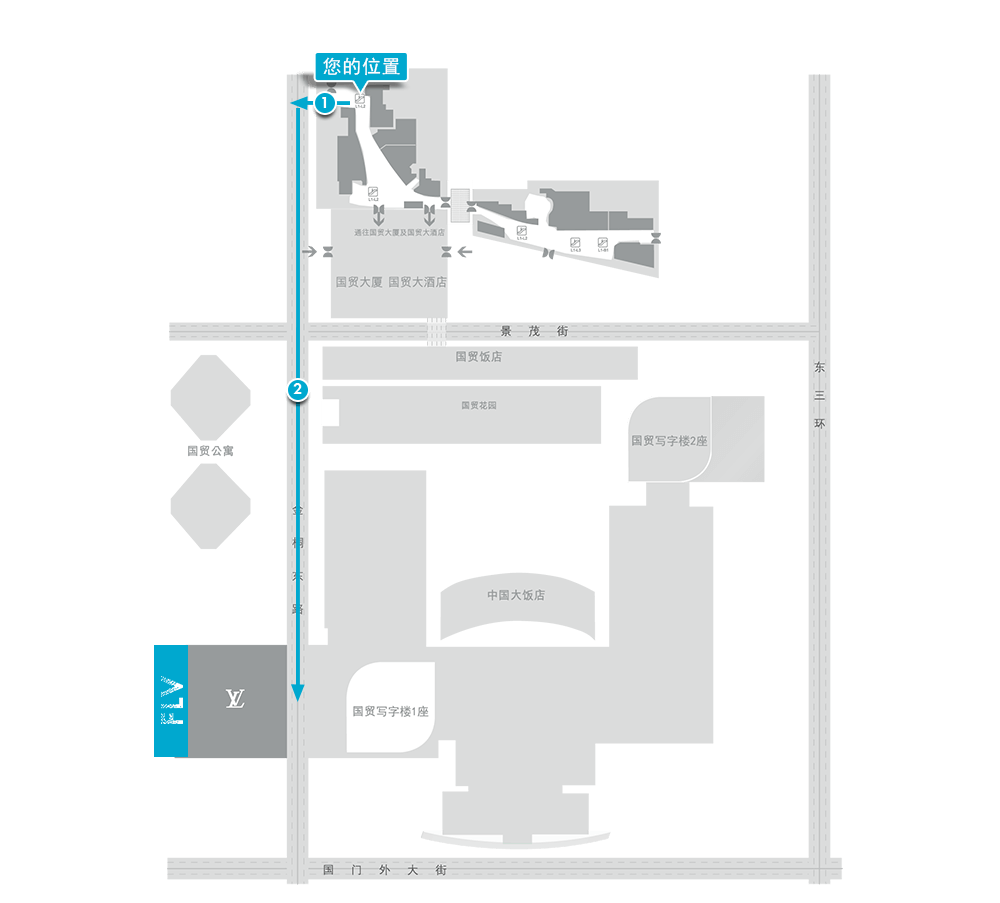 您的位置
1
L1-L2
L1-L2
通往国贸大厦及国贸大酒店
L1-L2
L1-L3
L1-B1
国贸大厦 国贸大酒店
景茂街
国贸饭店
东三环
2
国贸花园
国贸写字楼2座
国贸公寓
金桐东路
中国大饭店
FLV
LV
国贸写字楼1座
国门外大街